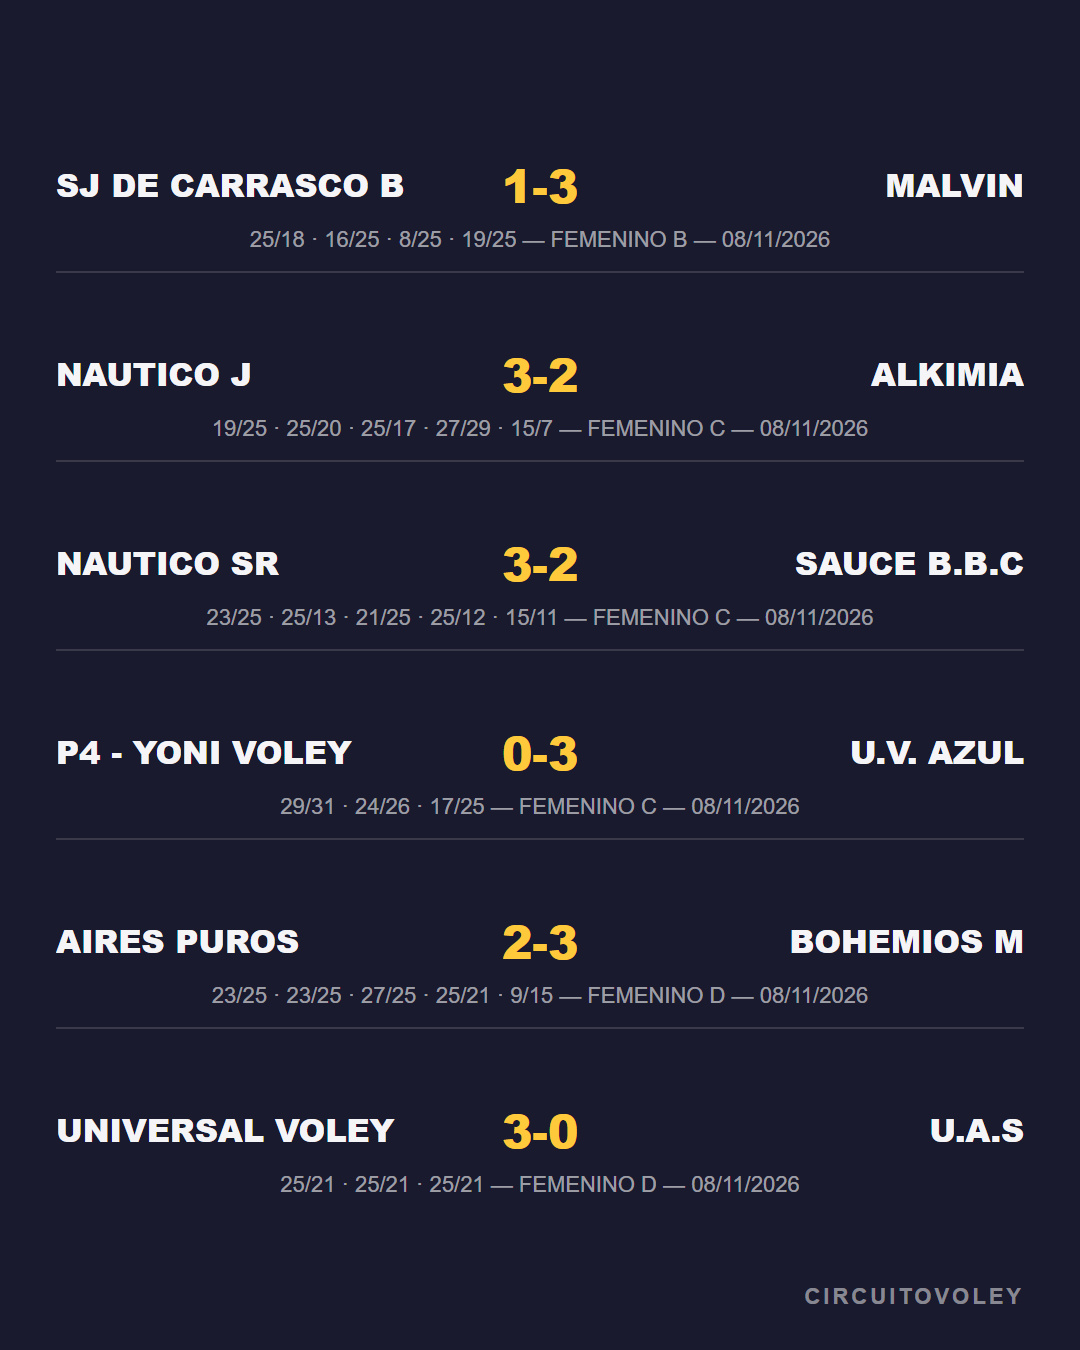 SJ DE CARRASCO B 1-3 MALVIN
25/18 · 16/25 · 8/25 · 19/25 — FEMENINO B — 08/11/2026
NAUTICO J 3-2 ALKIMIA
19/25 · 25/20 · 25/17 · 27/29 · 15/7 — FEMENINO C — 08/11/2026
NAUTICO SR 3-2 SAUCE B.B.C
23/25 · 25/13 · 21/25 · 25/12 · 15/11 — FEMENINO C — 08/11/2026
P4 - YONI VOLEY 0-3 U.V. AZUL
29/31 · 24/26 · 17/25 — FEMENINO C — 08/11/2026
AIRES PUROS 2-3 BOHEMIOS M
23/25 · 23/25 · 27/25 · 25/21 · 9/15 — FEMENINO D — 08/11/2026
UNIVERSAL VOLEY 3-0 U.A.S
25/21 · 25/21 · 25/21 — FEMENINO D — 08/11/2026
CIRCUITOVOLEY